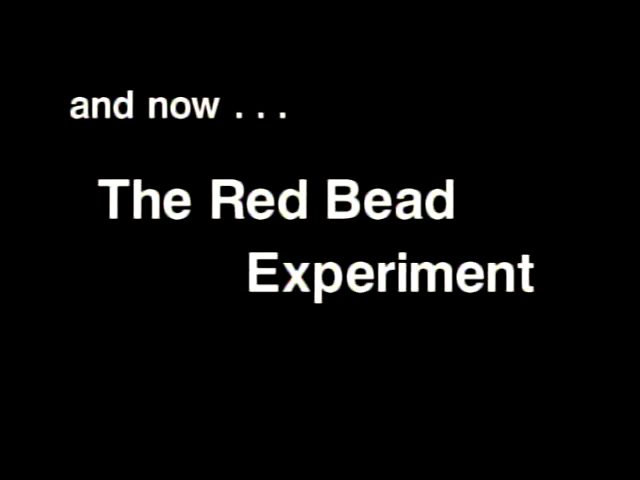 and now . . .
The Red Bead
Experiment